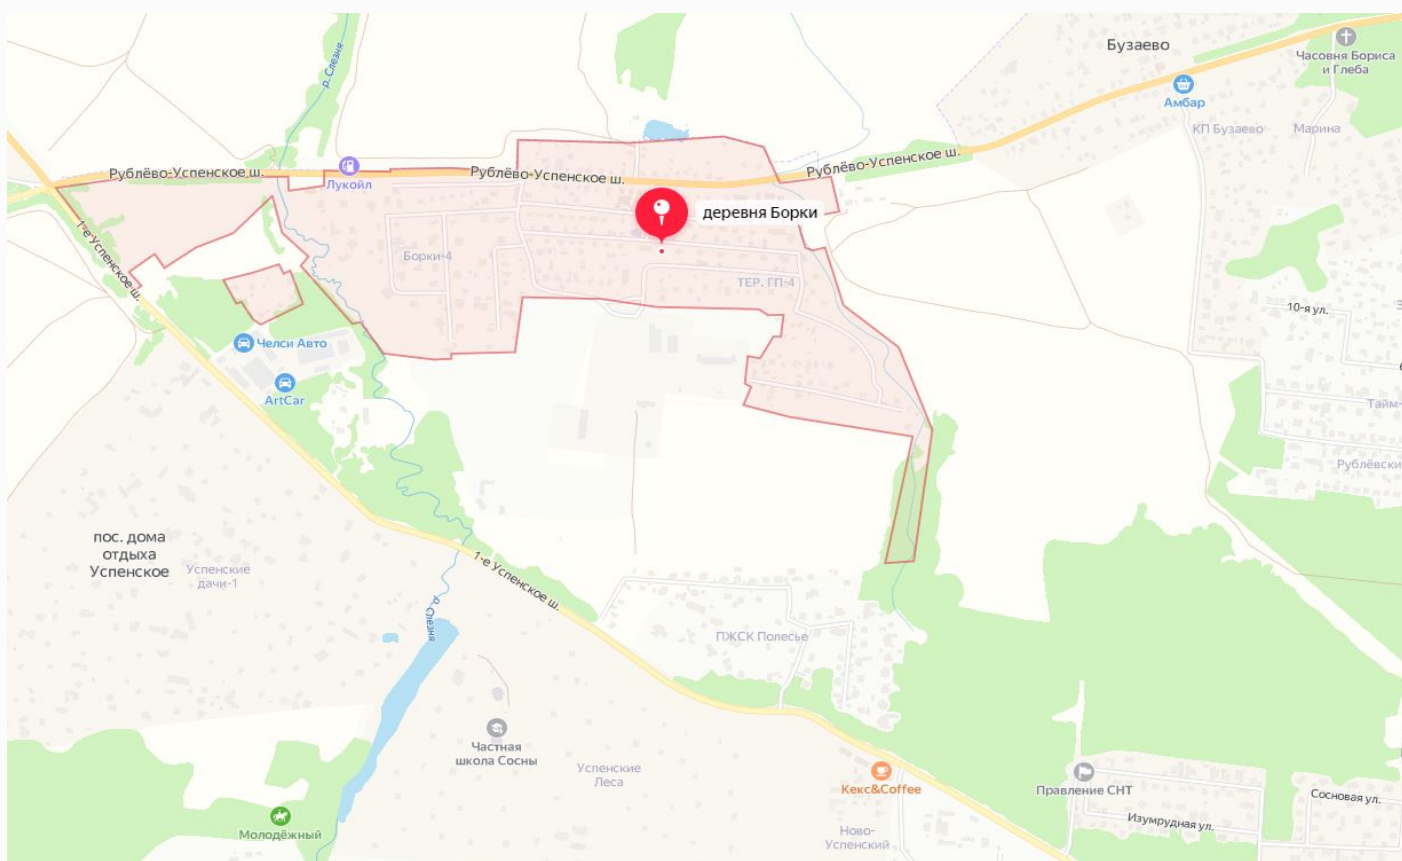 Бузаево
Часовня Бориса
и Глеба
р. Слезня
Амбар
КП Бузаево
Марина
Рублёво-Успенское ш.
Лукойл
Рублёво-Успенское ш.
Рублёво-Успенское ш.
деревня Борки
1-е Успенское ш.
Борки-4
ТЕР. ГП-4
10-я ул.
Челси Авто
ArtCar
Тайм-
Рублёвски
пос. дома
отдыха
Успенское
Успенские
дачи-1
1-е Успенское ш.
р. Слезня
ПЖСК Полесье
Частная
школа Сосны
Успенские
Леса
Кекс&Coffee
Правление СНТ
Сосновая ул.
Изумрудная ул.
Молодёжный
Ново-
Успенский